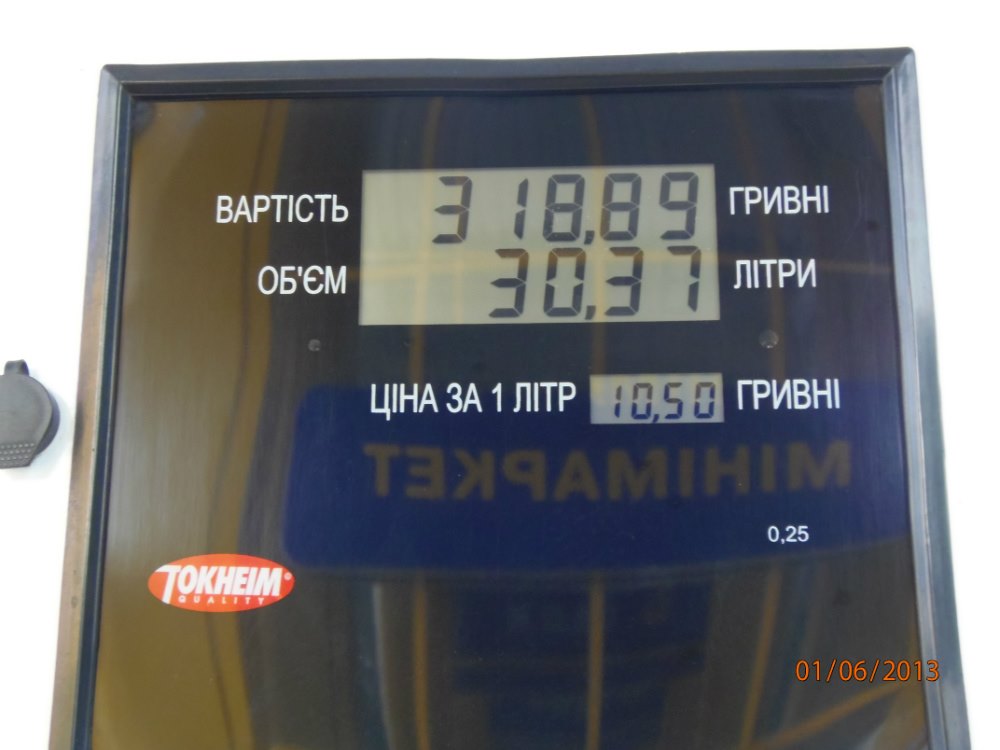 ВАРТІСТЬ 318,89 ГРИВНІ
ОБ'ЄМ 30,37 ЛІТРИ
ЦІНА ЗА 1 ЛІТР 10,50 ГРИВНІ
МІНІМАРКЕТ
0,25
TOKHEIM
QUALITY
01/06/2013